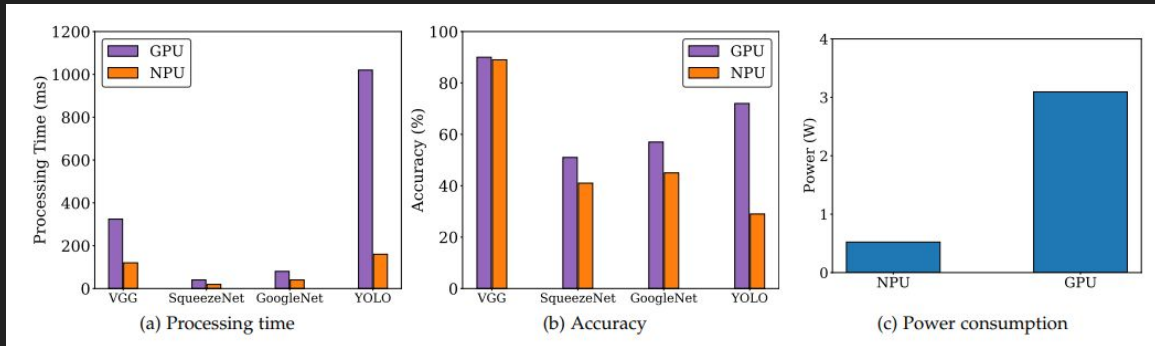 1200
1000
800
600
400
200
0
Processing Time (ms)
GPU
NPU
VGG
SqueezeNet
GoogleNet
YOLO
(a) Processing time
100
80
60
40
20
0
Accuracy (%)
GPU
NPU
VGG
SqueezeNet
GoogleNet
YOLO
(b) Accuracy
4
3
2
1
0
Power (W)
NPU
GPU
(c) Power consumption